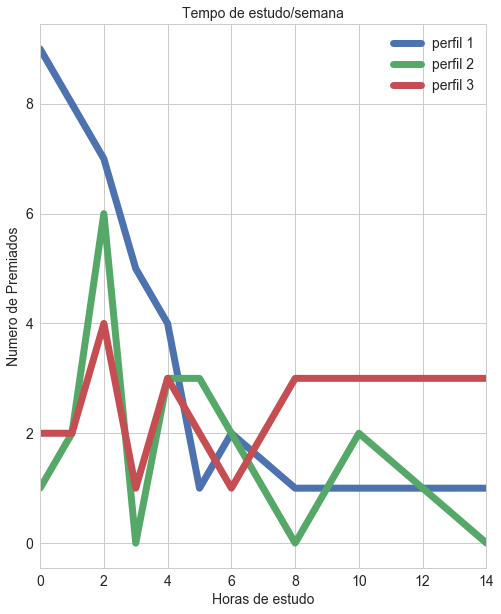 Tempo de estudo/semana
perfil 1
perfil 2
perfil 3
Numero de Premiados
8
6
4
2
0
0 2 4 6 8 10 12 14
Horas de estudo